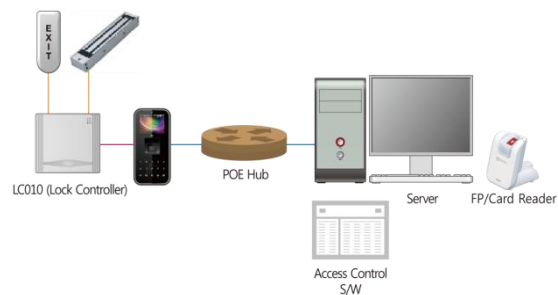 EXIT
LC010 (Lock Controller)
POE Hub
Server
FP/Card Reader
Access Control
S/W